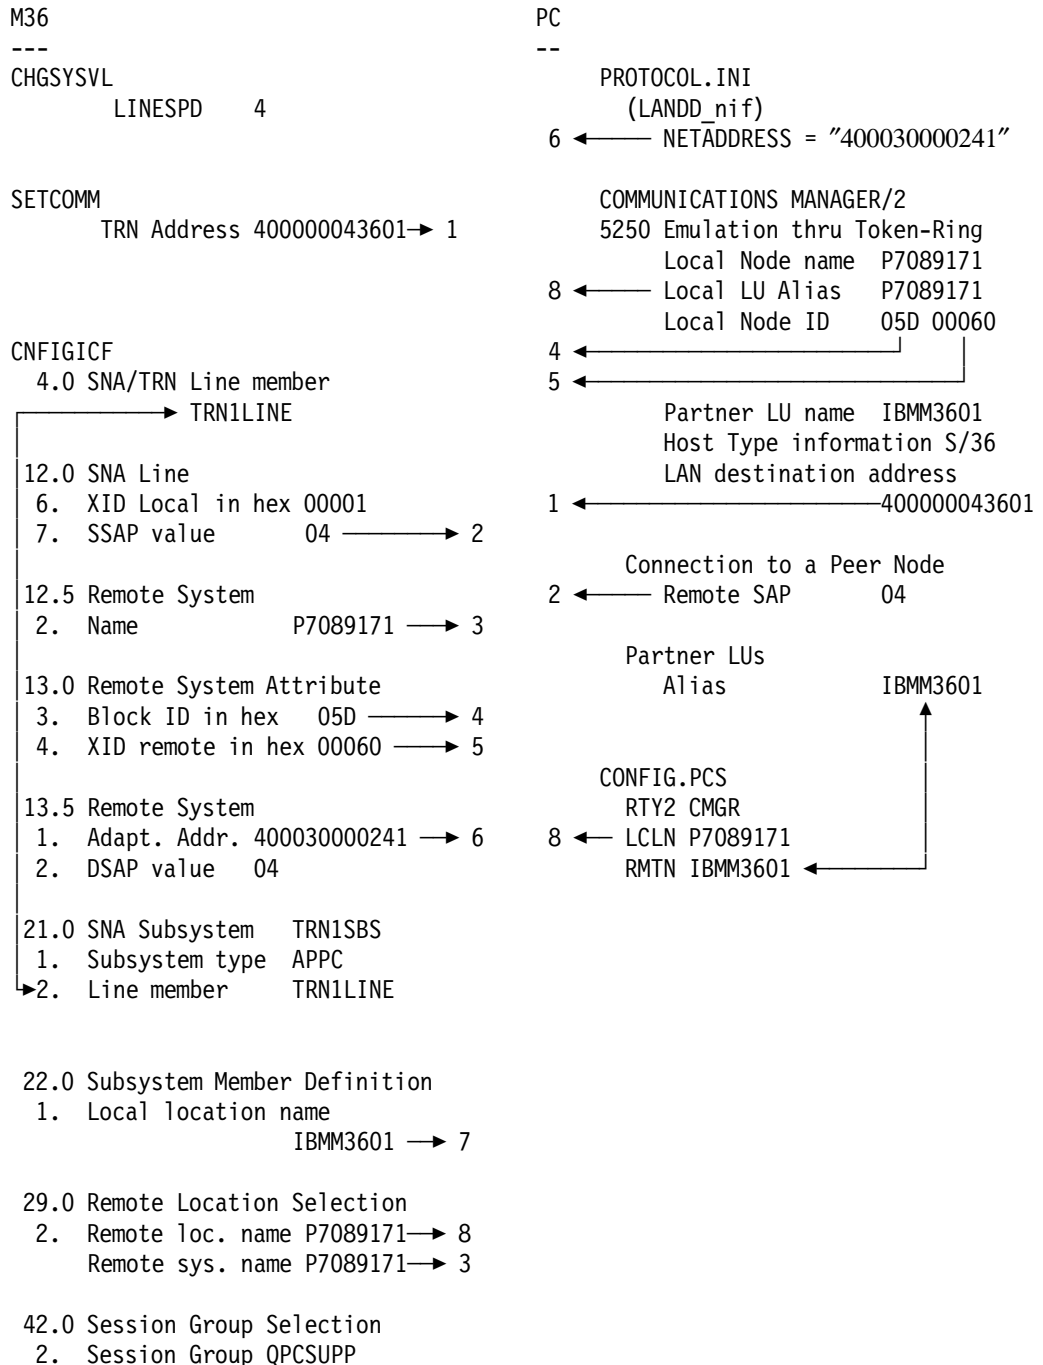 M36
---
CHGSYSVL
LINESPD 4
SETCOMM
TRN Address 400000043601 → 1
CNFIGICF
4.0 SNA/TRN Line member
TRN1LINE
12.0 SNA Line
6. XID Local in hex 00001
7. SSAP value 04 → 2
12.5 Remote System
2. Name P7089171 → 3
13.0 Remote System Attribute
3. Block ID in hex 05D → 4
4. XID remote in hex 00060 → 5
13.5 Remote System
1. Adapt. Addr. 400030000241 → 6
2. DSAP value 04
21.0 SNA Subsystem TRN1SBS
1. Subsystem type APPC
2. Line member TRN1LINE
22.0 Subsystem Member Definition
1. Local location name
IBMM3601 → 7
29.0 Remote Location Selection
2. Remote loc. name P7089171 → 8
Remote sys. name P7089171 → 3
42.0 Session Group Selection
2. Session Group QPCSUPP
PC
--
PROTOCOL.INI
(LANDD_nif)
6 ← NETADDRESS = ″400030000241″
COMMUNICATIONS MANAGER/2
5250 Emulation thru Token-Ring
Local Node name P7089171
8 ← Local LU Alias P7089171
Local Node ID 05D 00060
4 ←
5 ←
Partner LU name IBMM3601
Host Type information S/36
LAN destination address
1 ← 400000043601
Connection to a Peer Node
2 ← Remote SAP 04
Partner LUs
Alias IBMM3601
CONFIG.PCS
RTY2 CMGR
8 ← LCLN P7089171
RMTN IBMM3601